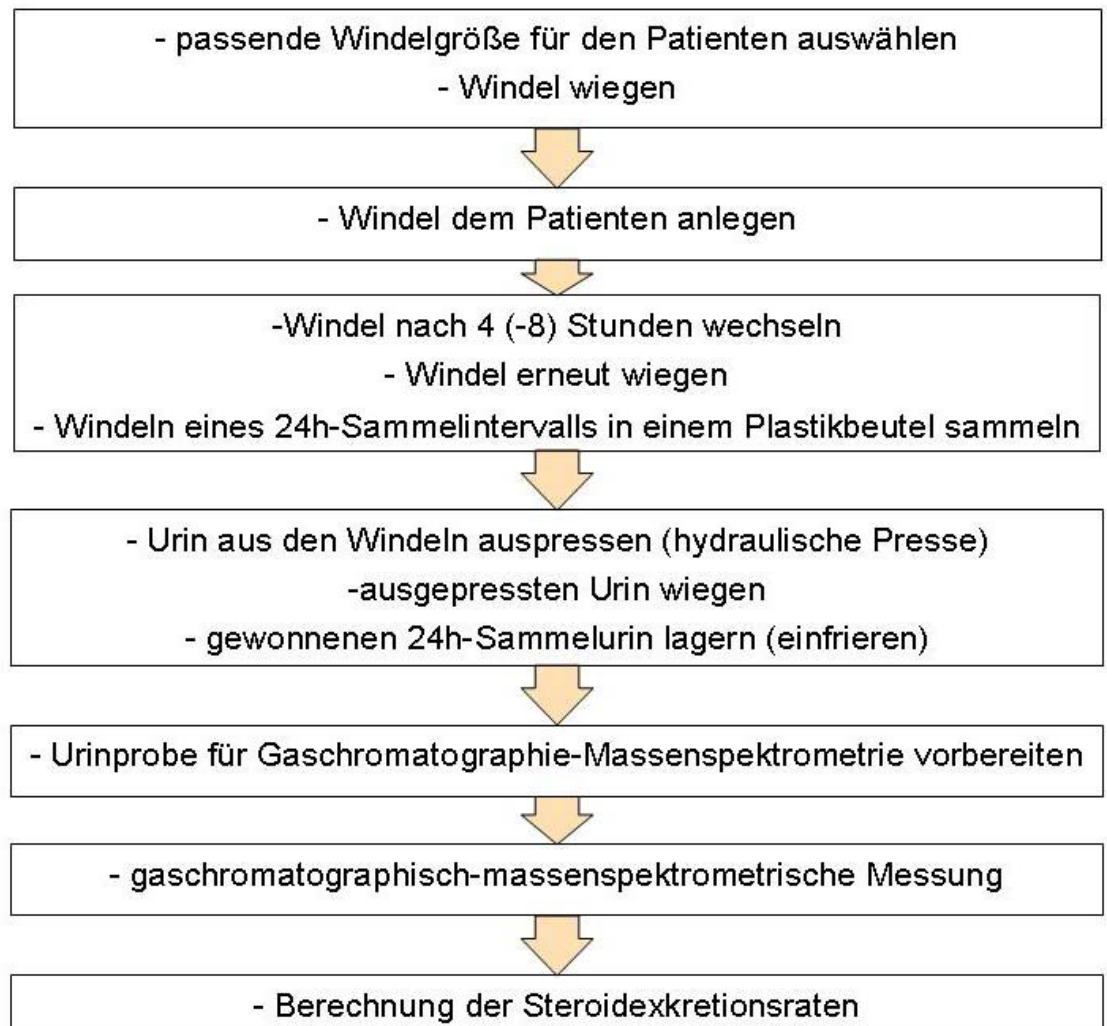 - passende Windelgröße für den Patienten auswählen
- Windel wiegen
- Windel dem Patienten anlegen
-Windel nach 4 (-8) Stunden wechseln
- Windel erneut wiegen
- Windeln eines 24h-Sammelintervalls in einem Plastikbeutel sammeln
- Urin aus den Windeln auspressen (hydraulische Presse)
-ausgepressten Urin wiegen
- gewonnenen 24h-Sammelurin lagern (einfrieren)
- Urinprobe für Gaschromatographie-Massenspektrometrie vorbereiten
- gaschromatographisch-massenspektrometrische Messung
- Berechnung der Steroidexkretionsraten